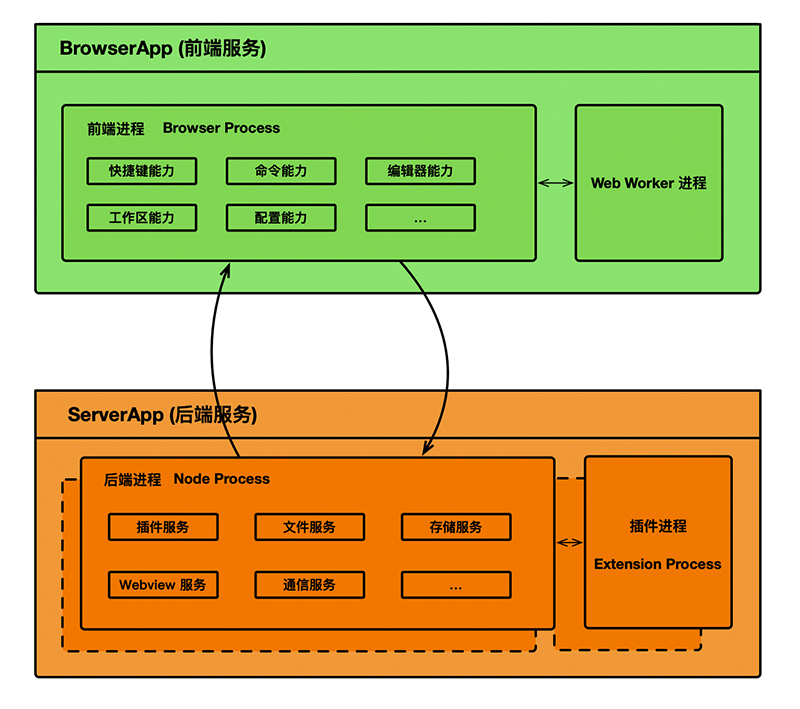 BrowserApp (前端服务)
前端进程 Browser Process
快捷键能力 命令能力 编辑器能力
工作区能力 配置能力 ...
Web Worker 进程
ServerApp (后端服务)
后端进程 Node Process
插件服务 文件服务 存储服务
Webview 服务 通信服务 ...
插件进程
Extension Process